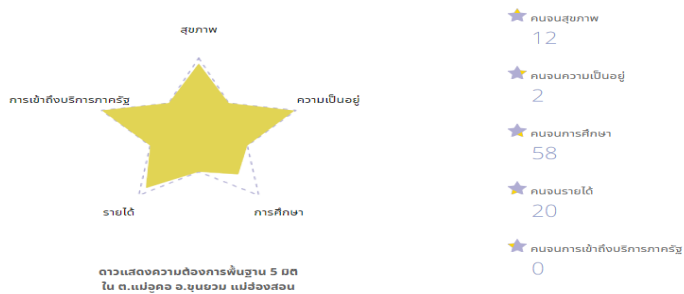 สุขภาพ
การเข้าถึงบริการภาครัฐ
ความเป็นอยู่
รายได้
การศึกษา
ดาวแสดงความต้องการพื้นฐาน 5 มิติ
ใน ต.แม่อูคอ อ.ขุนยวม แม่ฮ่องสอน
คนจนสุขภาพ
12
คนจนความเป็นอยู่
2
คนจนการศึกษา
58
คนจนรายได้
20
คนจนการเข้าถึงบริการภาครัฐ
0